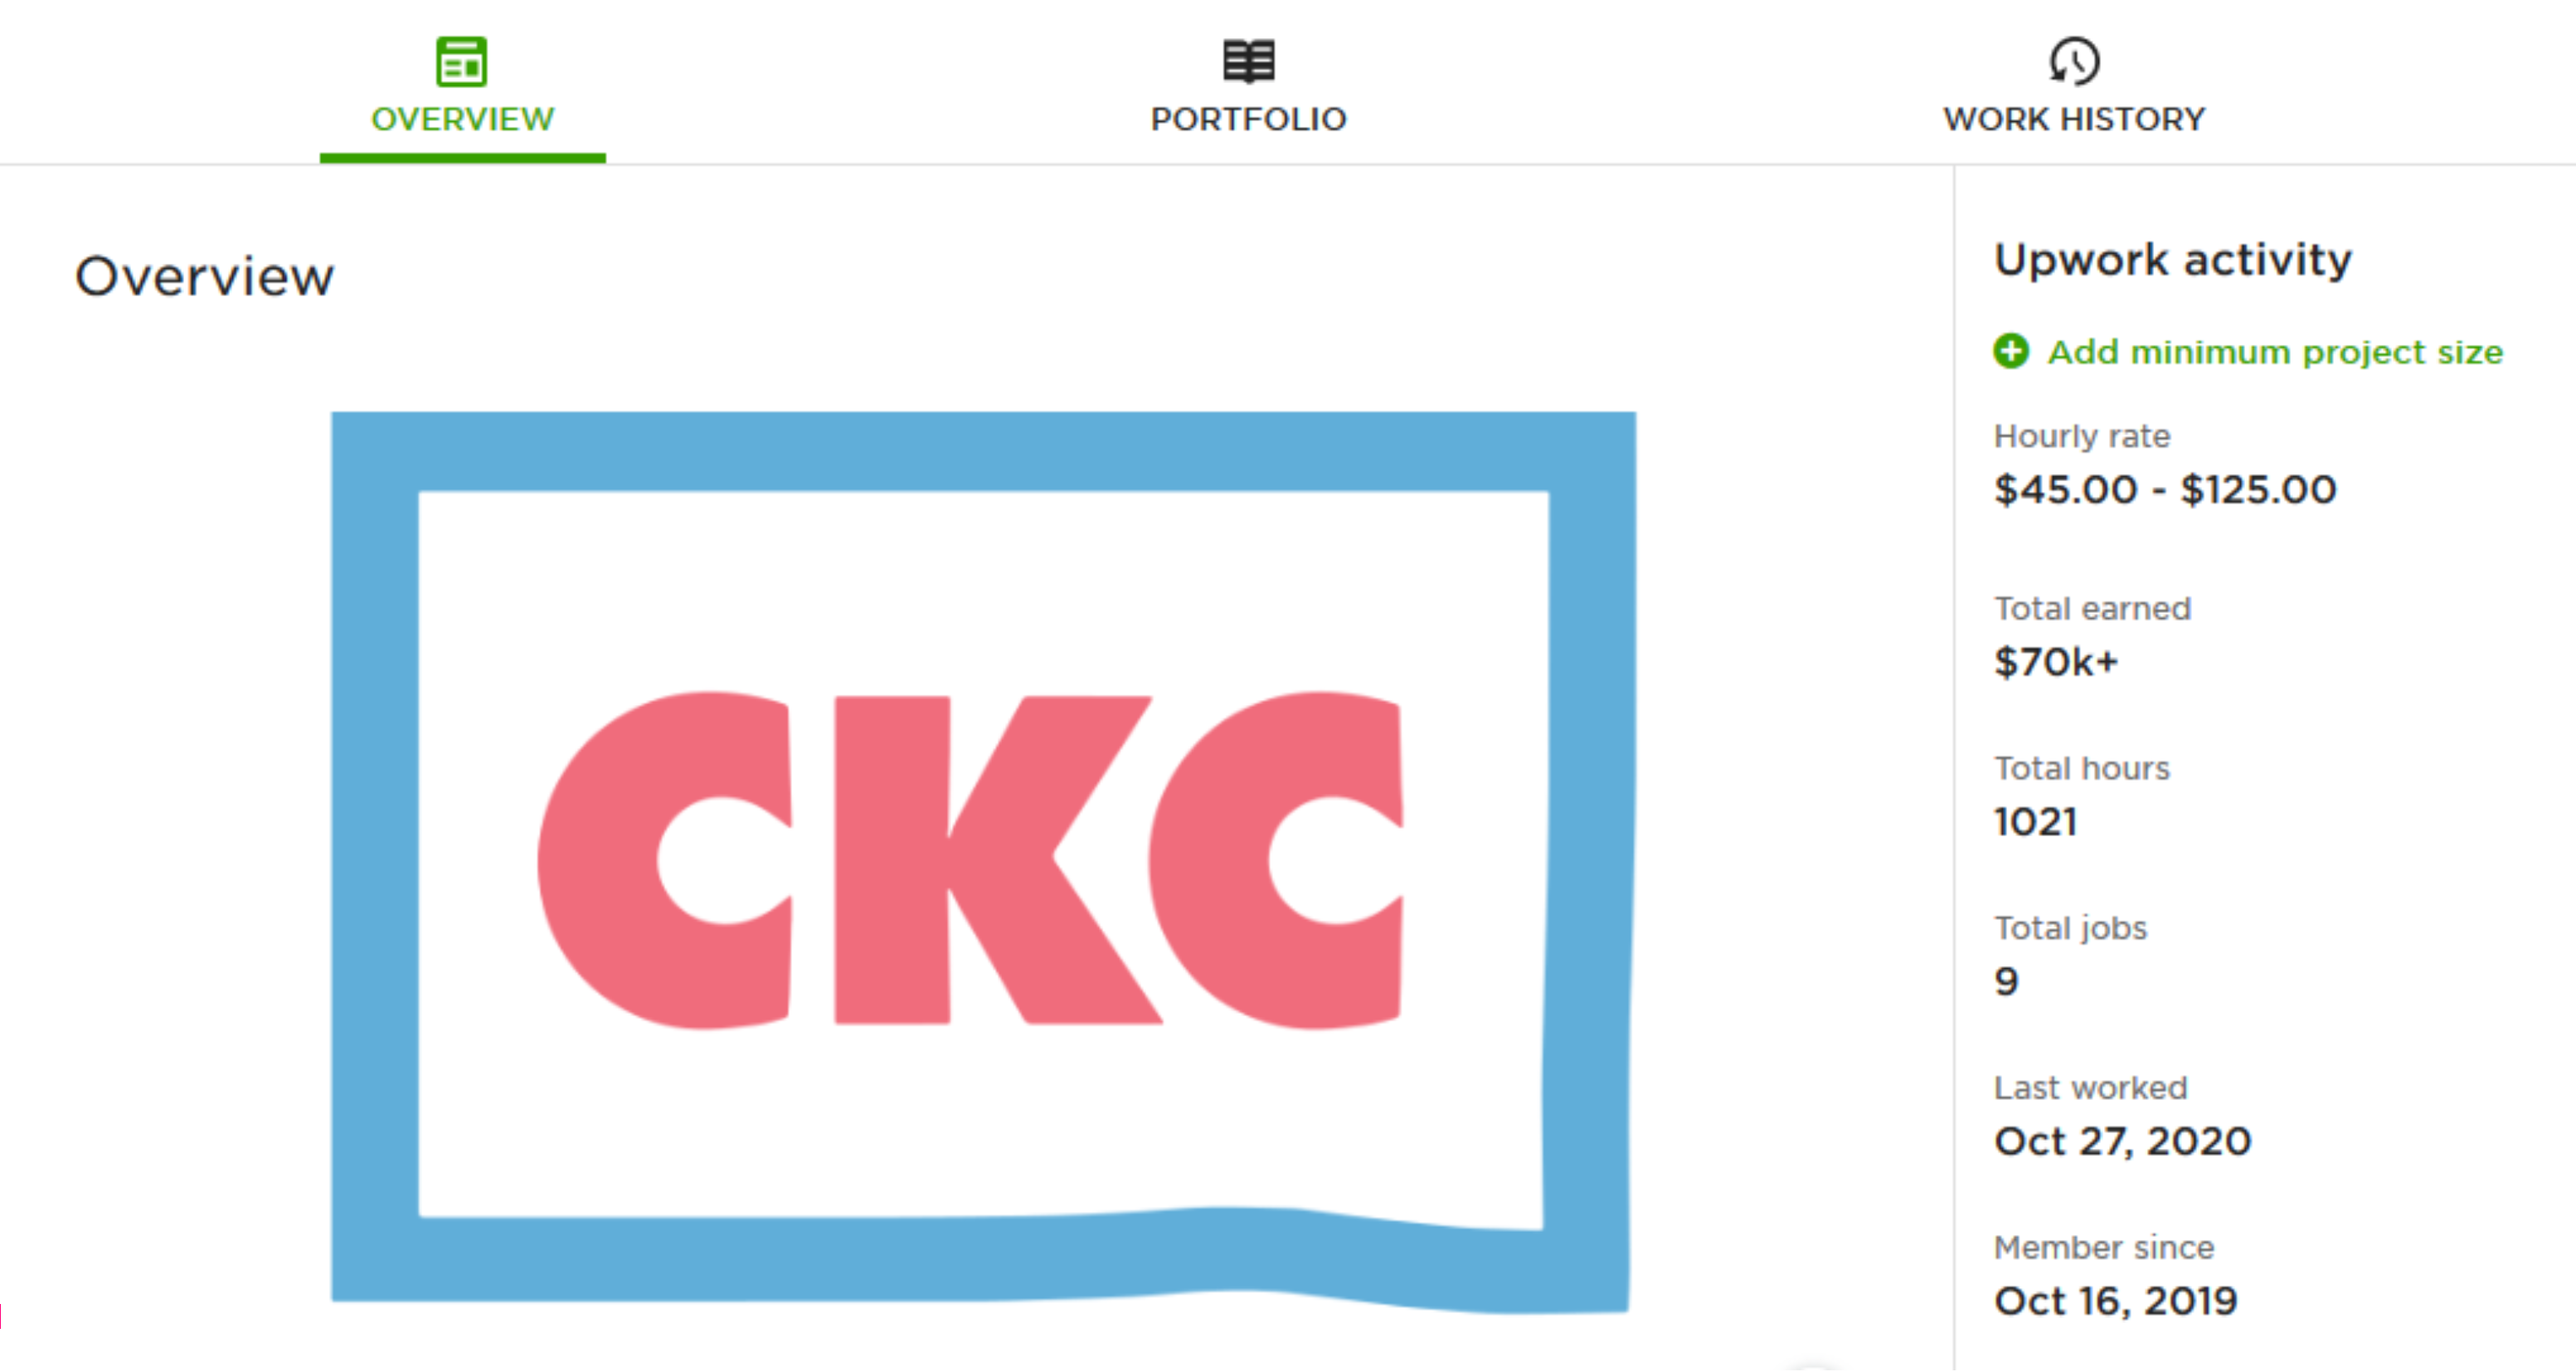 OVERVIEW
PORTFOLIO
WORK HISTORY
Overview
CKC
Upwork activity
Add minimum project size
Hourly rate
$45.00 - $125.00
Total earned
$70k+
Total hours
1021
Total jobs
9
Last worked
Oct 27, 2020
Member since
Oct 16, 2019